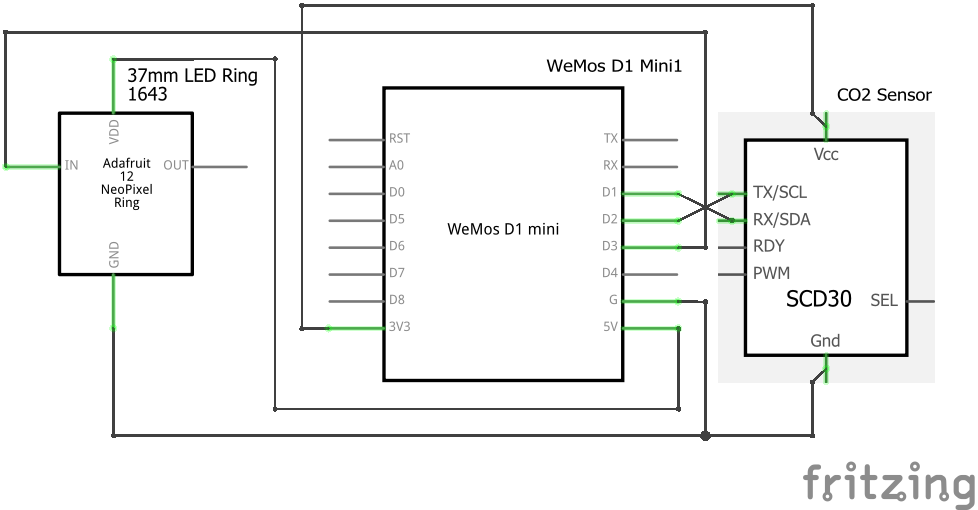 37mm LED Ring
1643
VDD
IN
Adafruit
12
NeoPixel
Ring
OUT
GND
WeMos D1 Mini1
RST
A0
D0
D5
D6
D7
D8
3V3
WeMos D1 mini
TX
RX
D1
D2
D3
D4
G
5V
CO2 Sensor
Vcc
TX/SCL
RX/SDA
RDY
PWM
SCD30
SEL
Gnd
fritzing